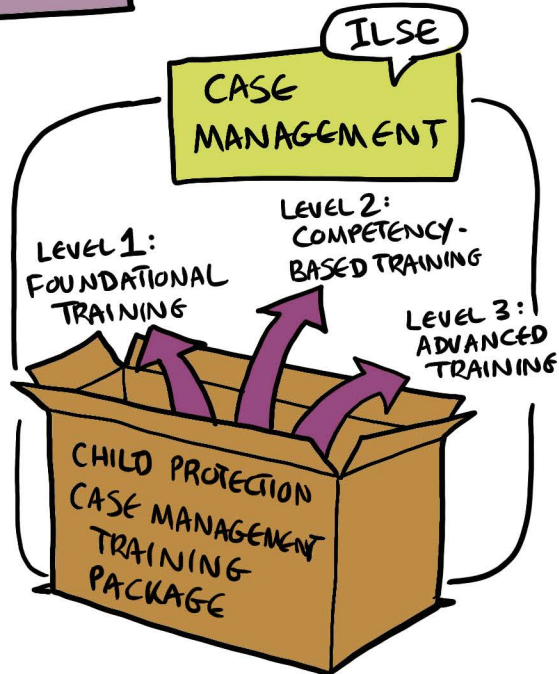 ILSE
CASE
MANAGEMENT
LEVEL 1:
FOUNDATIONAL
TRAINING
LEVEL 2:
COMPETENCY-
BASED TRAINING
LEVEL 3:
ADVANCED
TRAINING
CHILD PROTECTION
CASE MANAGEMENT
TRAINING
PACKAGE